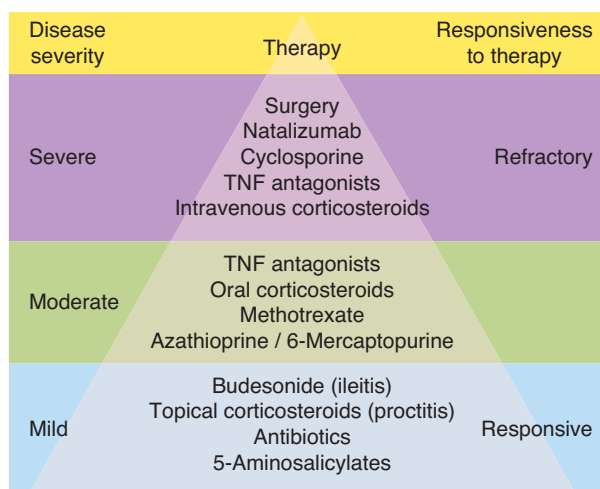 Disease
severity
Therapy
Responsiveness
to therapy
Severe
Surgery
Natalizumab
Cyclosporine
TNF antagonists
Intravenous corticosteroids
Refractory
Moderate
TNF antagonists
Oral corticosteroids
Methotrexate
Azathioprine / 6-Mercaptopurine
Mild
Budesonide (ileitis)
Topical corticosteroids (proctitis)
Antibiotics
5-Aminosalicylates
Responsive